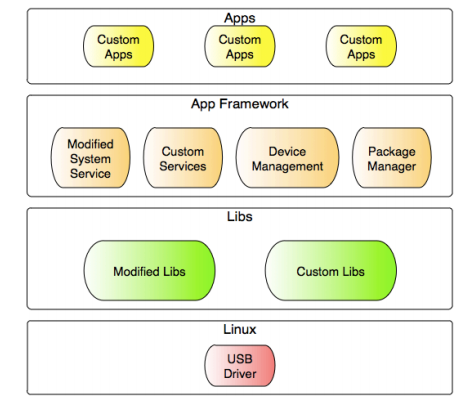 Apps
Custom
Apps
Custom
Apps
Custom
Apps
App Framework
Modified
System
Service
Custom
Services
Device
Management
Package
Manager
Libs
Modified Libs
Custom Libs
Linux
USB
Driver